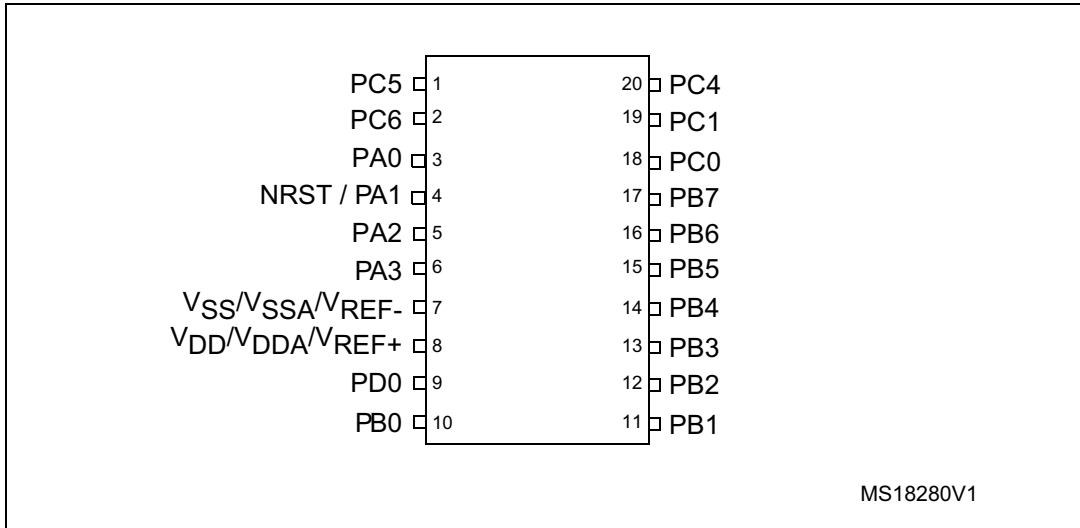 PC5 1 20 PC4
PC6 2 19 PC1
PA0 3 18 PC0
NRST / PA1 4 17 PB7
PA2 5 16 PB6
PA3 6 15 PB5
VSS/VSSA/VREF- 7 14 PB4
VDD/VDDA/VREF+ 8 13 PB3
PD0 9 12 PB2
PB0 10 11 PB1
MS18280V1